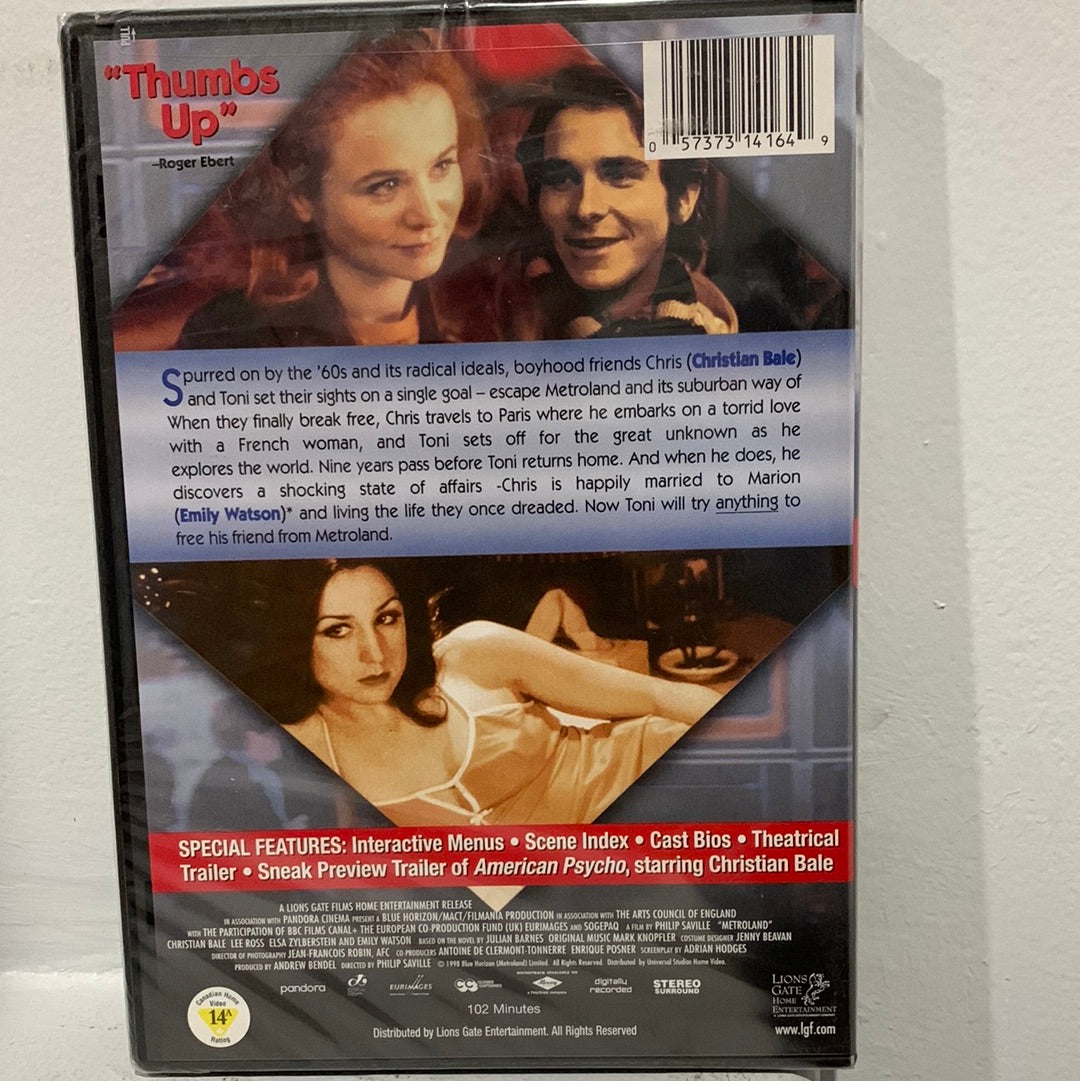 PULL
"Thumbs
Up"
–Roger Ebert
0 57373 14164 9
Spurred on by the '60s and its radical ideals, boyhood friends Chris (Christian Bale)
and Toni set their sights on a single goal – escape Metroland and its suburban way of
When they finally break free, Chris travels to Paris where he embarks on a torrid love
with a French woman, and Toni sets off for the great unknown as he
explores the world. Nine years pass before Toni returns home. And when he does, he
discovers a shocking state of affairs -Chris is happily married to Marion
(Emily Watson)* and living the life they once dreaded. Now Toni will try anything to
free his friend from Metroland.
SPECIAL FEATURES: Interactive Menus • Scene Index • Cast Bios • Theatrical
Trailer • Sneak Preview Trailer of American Psycho, starring Christian Bale
A LIONS GATE FILMS HOME ENTERTAINMENT RELEASE
IN ASSOCIATION WITH PANDORA CINEMA PRESENT A BLUE HORIZON/MACT/FILMANIA PRODUCTION IN ASSOCIATION WITH THE ARTS COUNCIL OF ENGLAND
WITH THE PARTICIPATION OF BBC FILMS CANAL+ THE EUROPEAN CO-PRODUCTION FUND (UK) EURIMAGES AND SOGEPAQ A FILM BY PHILIP SAVILLE "METROLAND"
CHRISTIAN BALE LEE ROSS ELSA ZYLBERSTEIN AND EMILY WATSON BASED ON THE NOVEL BY JULIAN BARNES ORIGINAL MUSIC MARK KNOPFLER COSTUME DESIGNER JENNY BEAVAN
DIRECTOR OF PHOTOGRAPHY JEAN-FRANCOIS ROBIN, AFC CO-PRODUCERS ANTOINE DE CLERMONT-TONNERRE ENRIQUE POSNER SCREENPLAY BY ADRIAN HODGES
PRODUCED BY ANDREW BENDEL DIRECTED BY PHILIP SAVILLE © 1998 Blue Horizon (Metroland) Limited. All Rights Reserved. Distributed by Universal Studios Home Video.
pandora
EURIMAGES
CC CLOSED CAPTIONED
SOUNDTRACK AVAILABLE ON
Mercury
digitally
recorded
STEREO
SURROUND
LIONS
GATE
HOME
ENTERTAINMENT
102 Minutes
Canadian Home
Video
14A
Rating
Distributed by Lions Gate Entertainment. All Rights Reserved
www.lgf.com